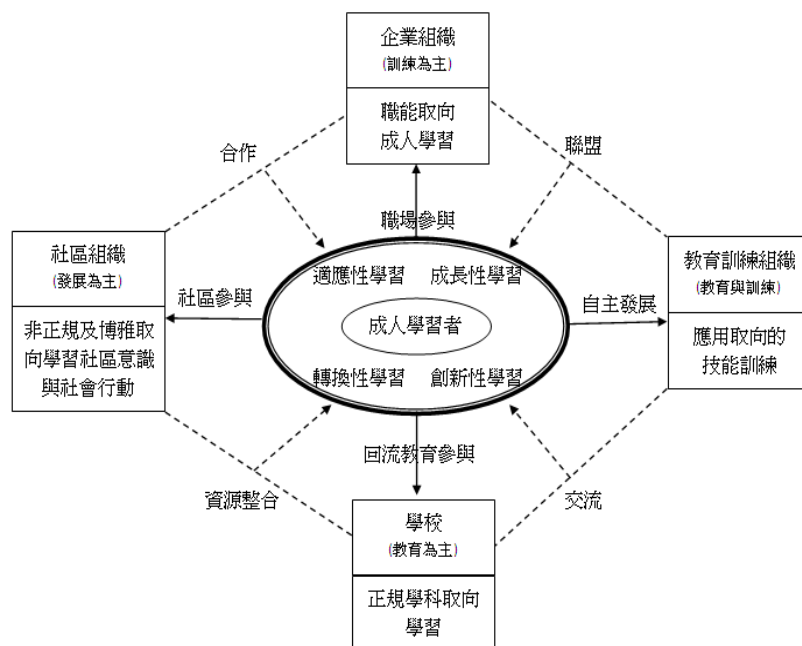 企業組織
(訓練為主)
職能取向
成人學習
合作
聯盟
職場參與
社區組織
(發展為主)
非正規及博雅取
向學習社區意識
與社會行動
社區參與
適應性學習
成長性學習
成人學習者
轉換性學習
創新性學習
自主發展
教育訓練組織
(教育與訓練)
應用取向的
技能訓練
回流教育參與
資源整合
交流
學校
(教育為主)
正規學科取向
學習